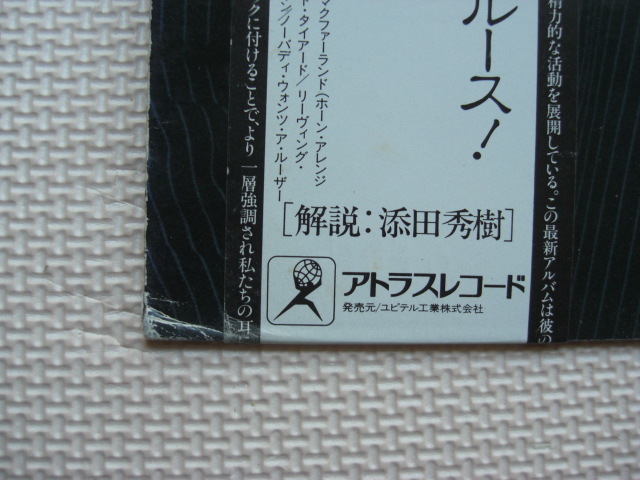 精力的な活動を展開している。この最新アルバムは彼の
ルース!
マクファーランド(ホーン・アレンジ
ド・タイアード/リーヴィング・
ン/ノーバディ・ウォンツ・ア・ルーザー
[解説:添田秀樹]
アトラスレコード
発売元/ユピテル工業株式会社
クに付けることで、より一層強調され私たちの耳